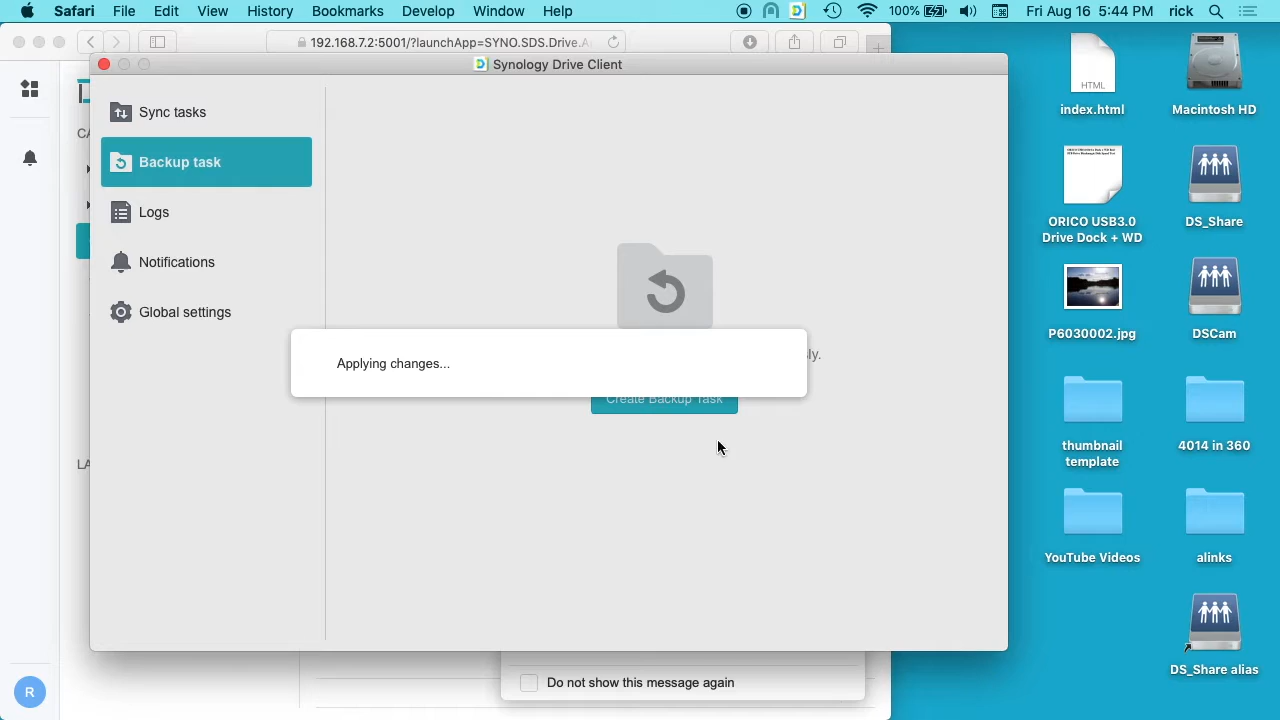 Safari File Edit View History Bookmarks Develop Window Help
100% Fri Aug 16 5:44 PM rick
192.168.7.2:5001/?launchApp=SYNO.SDS.Drive.A
Synology Drive Client
Sync tasks
Backup task
Logs
Notifications
Global settings
Applying changes...
Create Backup Task
Do not show this message again
CA
LA
R
HTML
index.html
Macintosh HD
ORICO USB3.0
Drive Dock + WD
DS_Share
P6030002.jpg
DSCam
thumbnail
template
4014 in 360
YouTube Videos
alinks
DS_Share alias